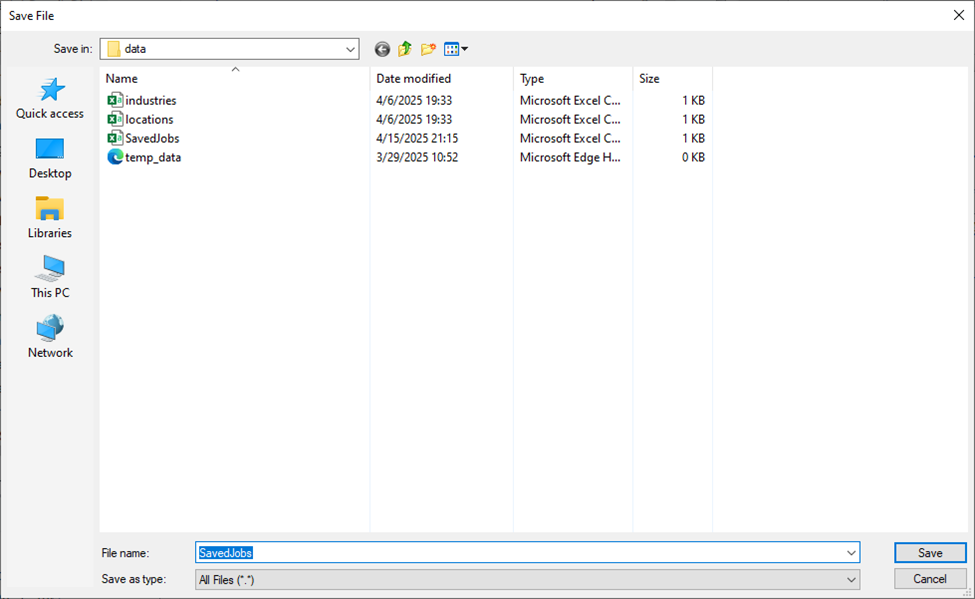 Save File
Save in: data
Name Date modified Type Size
industries 4/6/2025 19:33 Microsoft Excel C... 1 KB
locations 4/6/2025 19:33 Microsoft Excel C... 1 KB
SavedJobs 4/15/2025 21:15 Microsoft Excel C... 1 KB
temp_data 3/29/2025 10:52 Microsoft Edge H... 0 KB
Quick access
Desktop
Libraries
This PC
Network
File name: SavedJobs Save
Save as type: All Files (*.*) Cancel